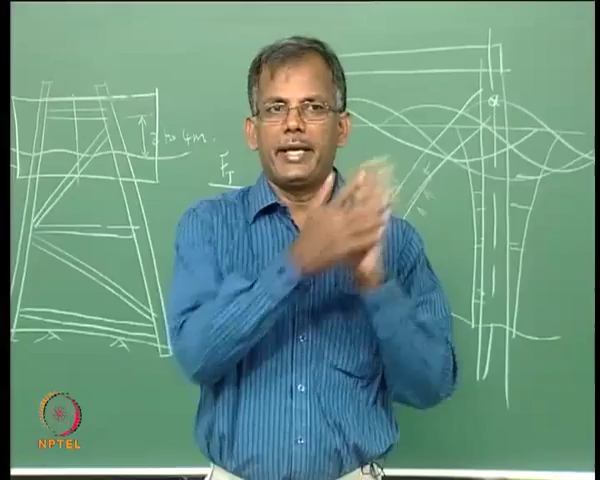 3 to 4m.
F_T
α
NPTEL